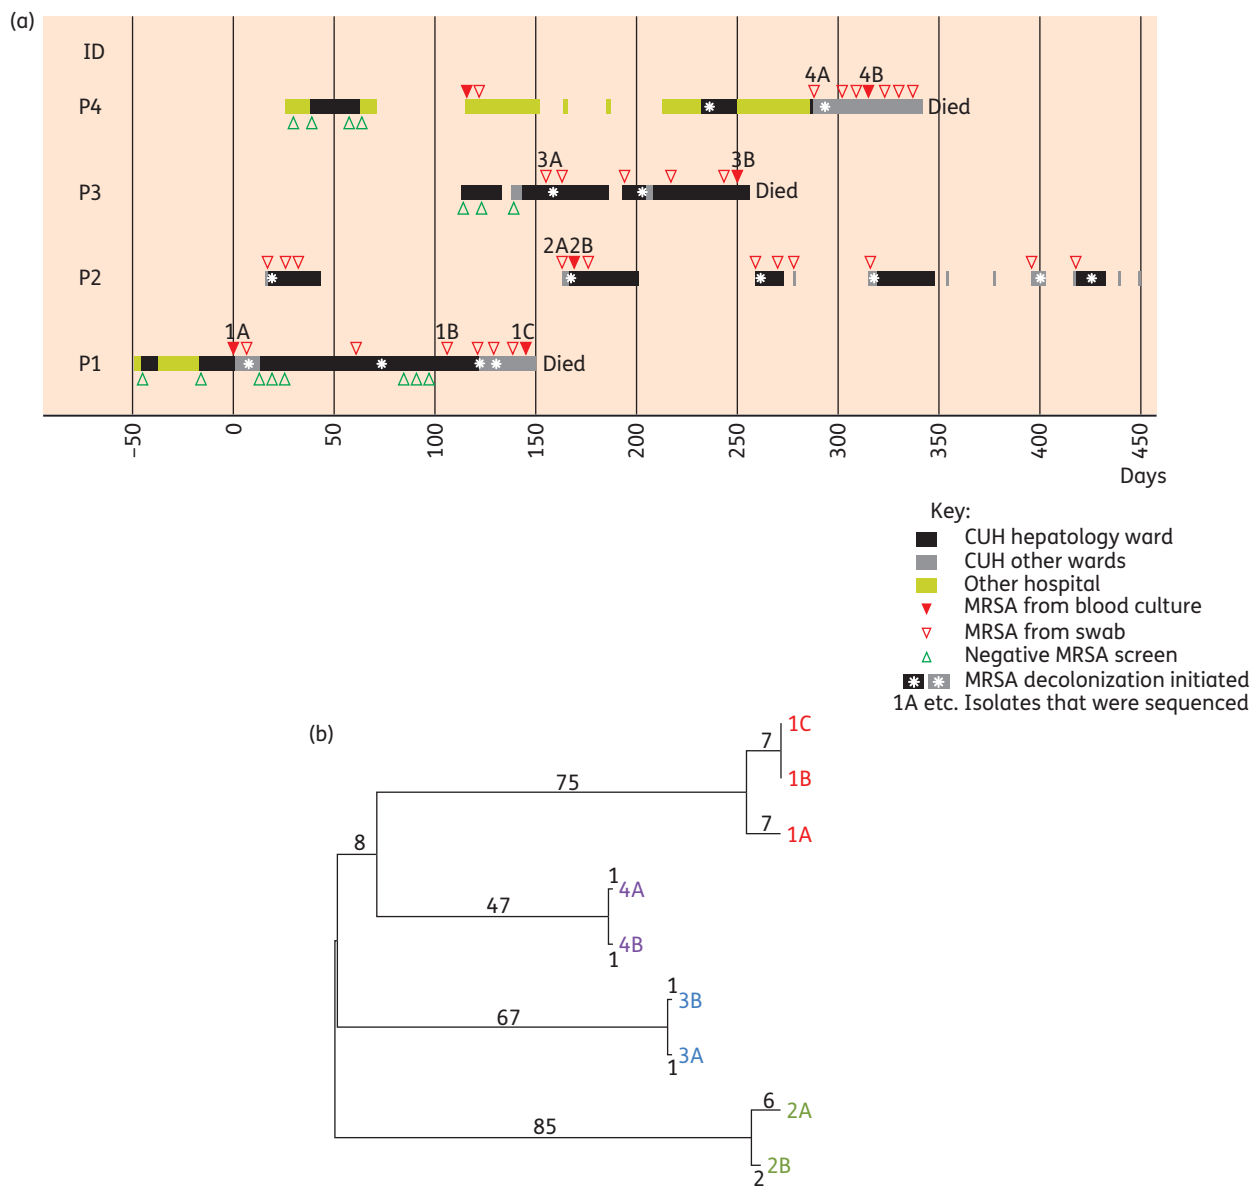 (a)
ID
4A 4B
P4 Died
3A 3B
P3 Died
2A2B
P2
1A 1B 1C
P1 Died
–50 0 50 100 150 200 250 300 350 400 450
Days
Key:
CUH hepatology ward
CUH other wards
Other hospital
MRSA from blood culture
MRSA from swab
Negative MRSA screen
MRSA decolonization initiated
1A etc. Isolates that were sequenced
(b)
1C
7
1B
75
7 1A
8
1
4A
47
4B
1
1
3B
67
3A
1
6 2A
85
2B
2